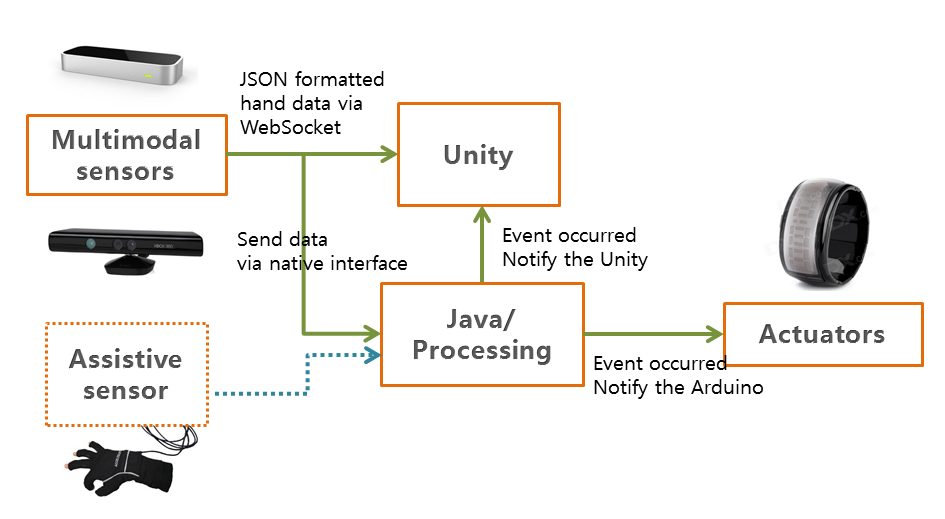 JSON formatted
hand data via
WebSocket
Multimodal
sensors
Unity
Send data
via native interface
Event occurred
Notify the Unity
Java/
Processing
Actuators
Event occurred
Notify the Arduino
Assistive
sensor